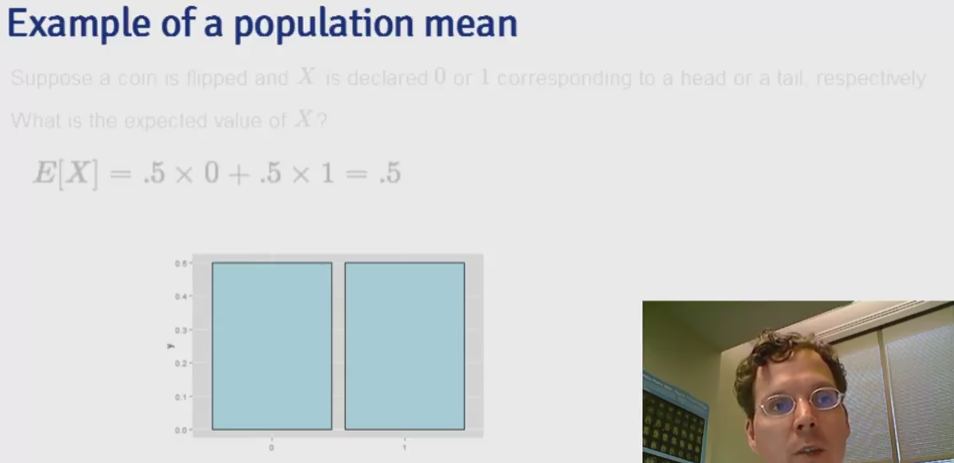 Example of a population mean
Suppose a coin is flipped and X is declared 0 or 1 corresponding to a head or a tail, respectively
What is the expected value of X?
E[X] = .5 × 0 + .5 × 1 = .5
0.5
0.4
0.3
0.2
0.1
0.0
y
0
1